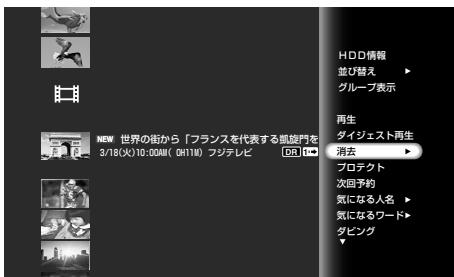 NEW 世界の街から「フランスを代表する凱旋門を
3/18(火)10:00AM( 0H11M) フジテレビ DR 1
HDD情報
並び替え ▶
グループ表示
再生
ダイジェスト再生
消去 ▶
プロテクト
次回予約
気になる人名 ▶
気になるワード▶
ダビング
▼